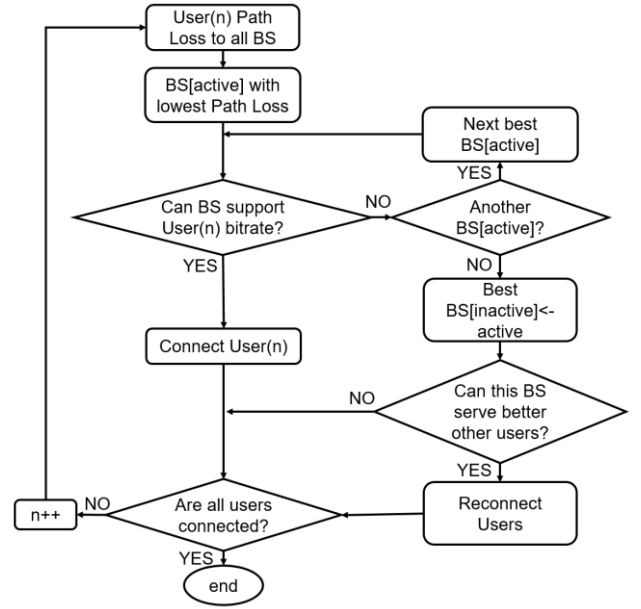 User(n) Path
Loss to all BS
BS[active] with
lowest Path Loss
Next best
BS[active]
YES
Can BS support
User(n) bitrate?
NO
Another
BS[active]?
YES
NO
Best
BS[inactive]<-
active
Connect User(n)
NO
Can this BS
serve better
other users?
YES
Reconnect
Users
Are all users
connected?
NO
n++
YES
end